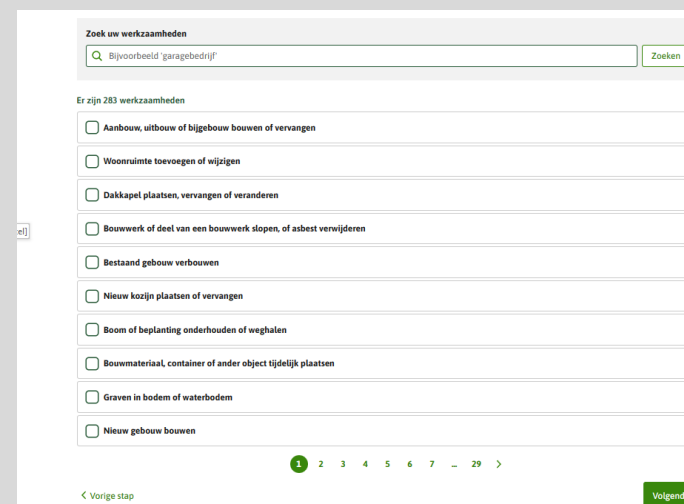 Zoek uw werkzaamheden
Bijvoorbeeld 'garagebedrijf'
Zoeken
Er zijn 283 werkzaamheden
Aanbouw, uitbouw of bijgebouw bouwen of vervangen
Woonruimte toevoegen of wijzigen
Dakkapel plaatsen, vervangen of veranderen
Bouwwerk of deel van een bouwwerk slopen, of asbest verwijderen
el]
Bestaand gebouw verbouwen
Nieuw kozijn plaatsen of vervangen
Boom of beplanting onderhouden of weghalen
Bouwmateriaal, container of ander object tijdelijk plaatsen
Graven in bodem of waterbodem
Nieuw gebouw bouwen
1 2 3 4 5 6 7 … 29
Vorige stap
Volgend